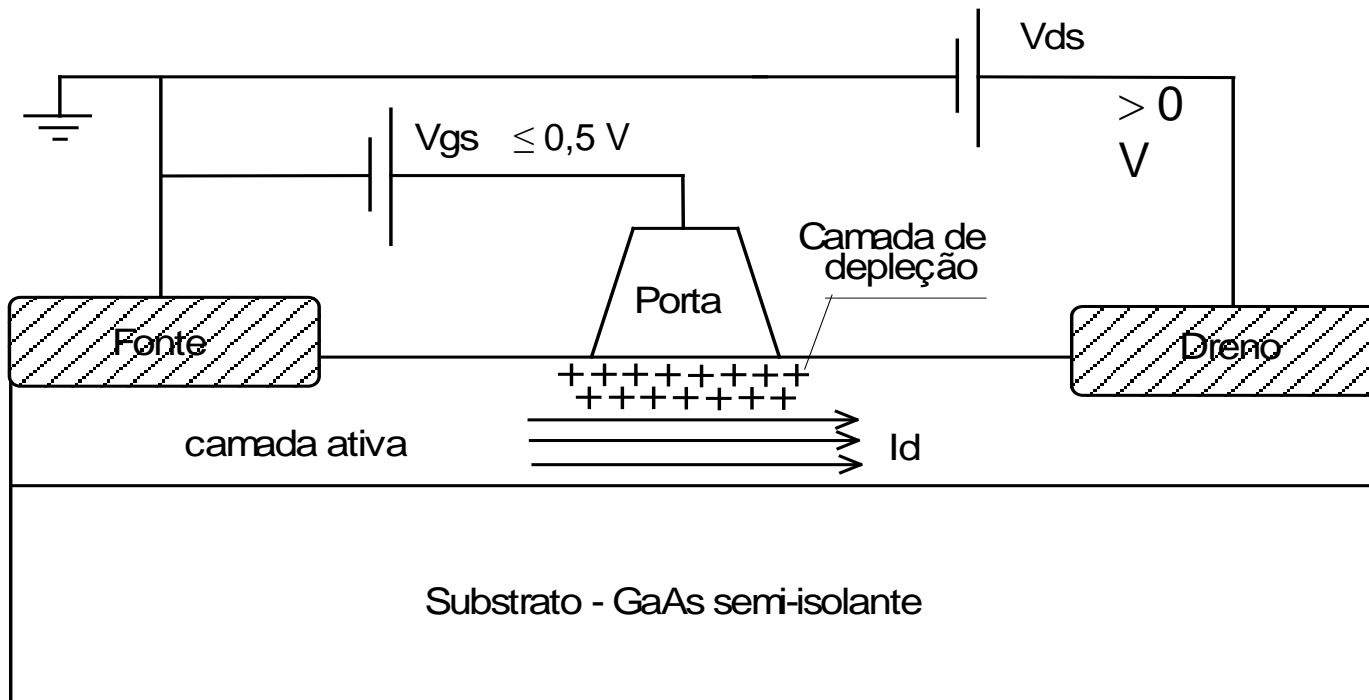 Vds
> 0
V
Vgs ≤ 0,5 V
Camada de
depleção
Porta
Fonte
Dreno
+ + + + + + + +
+ + + + + + +
camada ativa
Id
Substrato - GaAs semi-isolante